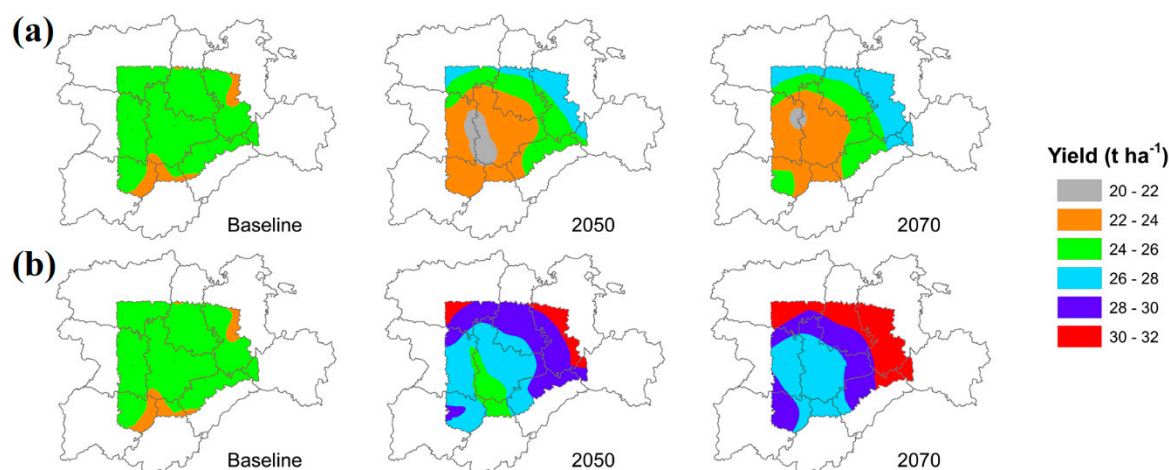 (a)
Baseline
2050
2070
(b)
Baseline
2050
2070
Yield (t ha⁻¹)
20 - 22
22 - 24
24 - 26
26 - 28
28 - 30
30 - 32